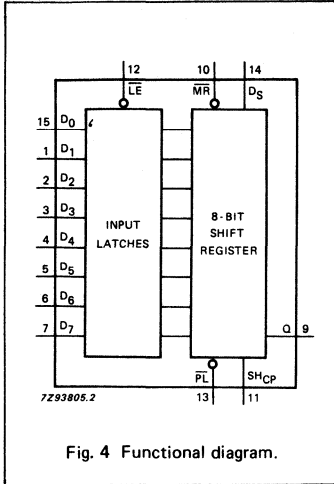 12 10 14
LE MR DS
15 D0
1 D1
2 D2
3 D3
4 D4
5 D5
6 D6
7 D7
INPUT
LATCHES
8-BIT
SHIFT
REGISTER
Q 9
PL SHCP
7Z93805.2
13 11
Fig. 4 Functional diagram.